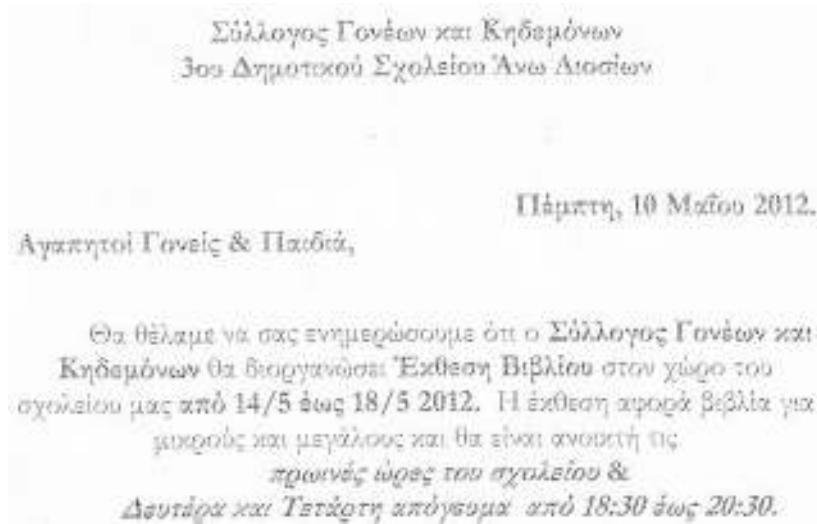 Σύλλογος Γονέων και Κηδεμόνων
3ου Δημοτικού Σχολείου Άνω Λιοσίων
Πέμπτη, 10 Μαΐου 2012.
Αγαπητοί Γονείς & Παιδιά,
Θα θέλαμε να σας ενημερώσουμε ότι ο Σύλλογος Γονέων και
Κηδεμόνων θα διοργανώσει Έκθεση Βιβλίου στον χώρο του
σχολείου μας από 14/5 έως 18/5 2012. Η έκθεση αφορά βιβλία για
μικρούς και μεγάλους και θα είναι ανοικτή τις
πρωινές ώρες του σχολείου &
Δευτέρα και Τετάρτη απόγευμα από 18:30 έως 20:30.